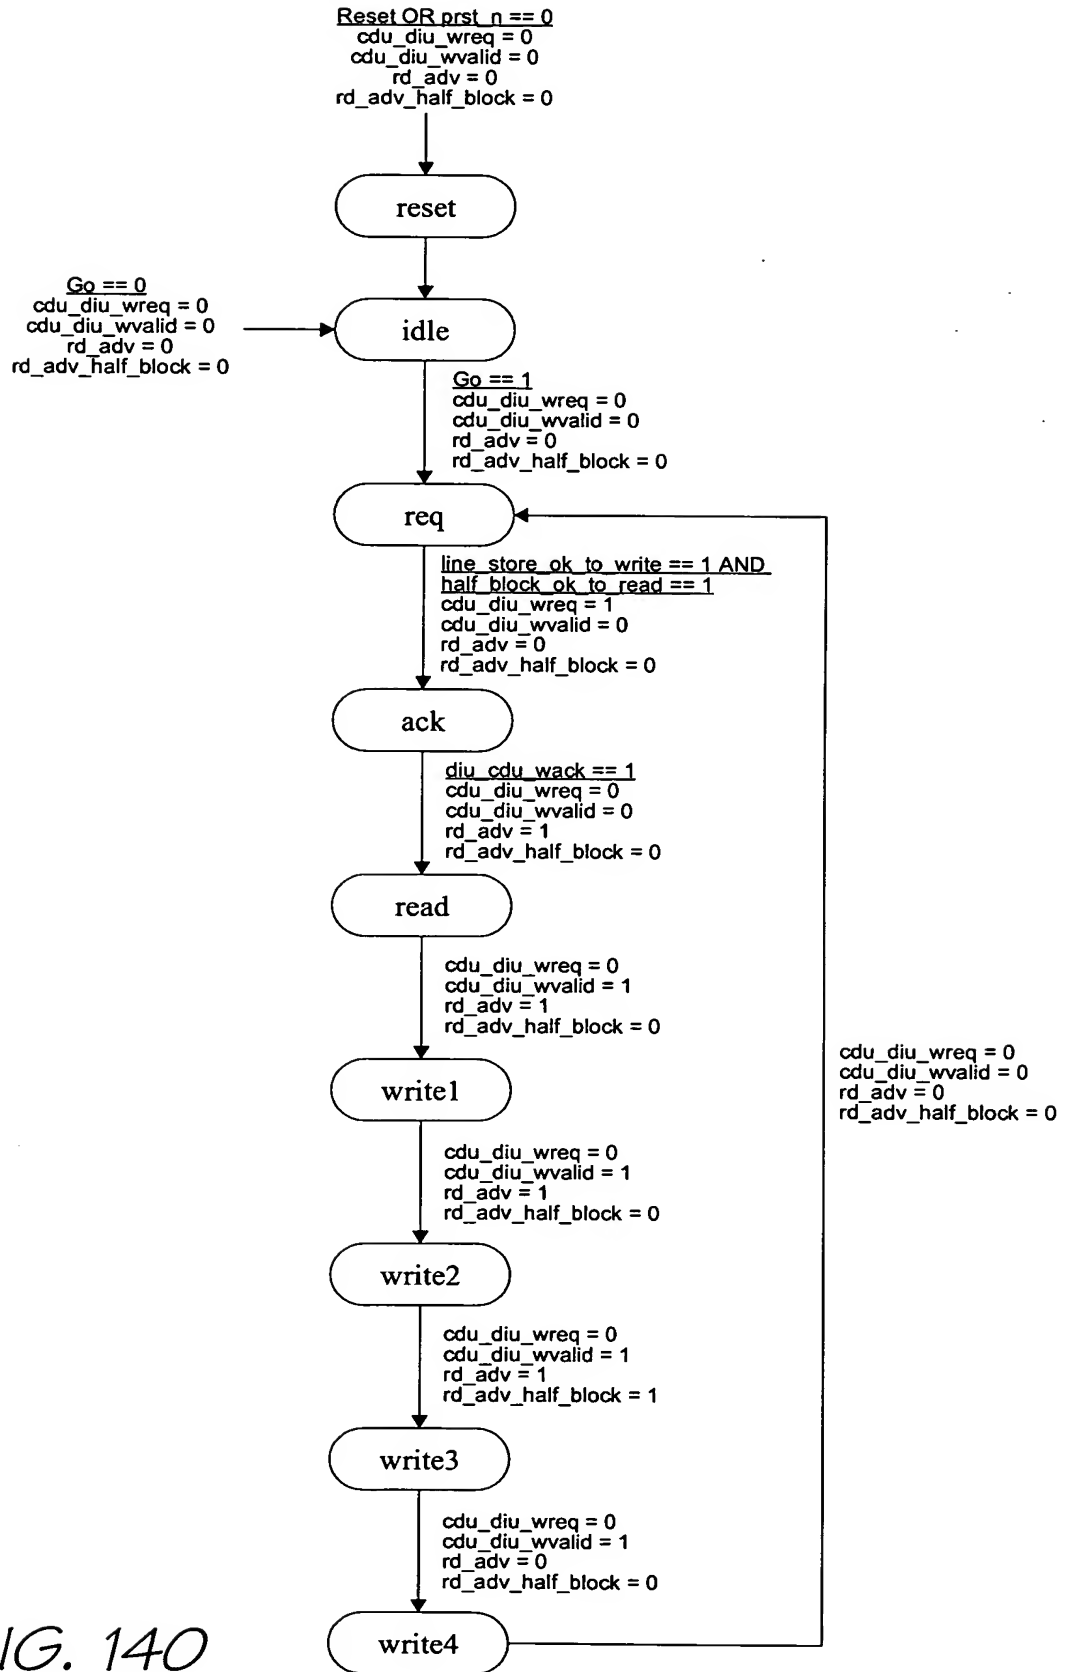 Reset OR prst_n == 0
cdu_diu_wreq = 0
cdu_diu_wvalid = 0
rd_adv = 0
rd_adv_half_block = 0
reset
Go == 0
cdu_diu_wreq = 0
cdu_diu_wvalid = 0
rd_adv = 0
rd_adv_half_block = 0
idle
Go == 1
cdu_diu_wreq = 0
cdu_diu_wvalid = 0
rd_adv = 0
rd_adv_half_block = 0
req
line_store_ok_to_write == 1 AND
half_block_ok_to_read == 1
cdu_diu_wreq = 1
cdu_diu_wvalid = 0
rd_adv = 0
rd_adv_half_block = 0
ack
diu_cdu_wack == 1
cdu_diu_wreq = 0
cdu_diu_wvalid = 0
rd_adv = 1
rd_adv_half_block = 0
read
cdu_diu_wreq = 0
cdu_diu_wvalid = 1
rd_adv = 1
rd_adv_half_block = 0
cdu_diu_wreq = 0
cdu_diu_wvalid = 0
rd_adv = 0
rd_adv_half_block = 0
write1
cdu_diu_wreq = 0
cdu_diu_wvalid = 1
rd_adv = 1
rd_adv_half_block = 0
write2
cdu_diu_wreq = 0
cdu_diu_wvalid = 1
rd_adv = 1
rd_adv_half_block = 1
write3
cdu_diu_wreq = 0
cdu_diu_wvalid = 1
rd_adv = 0
rd_adv_half_block = 0
write4
IG. 140